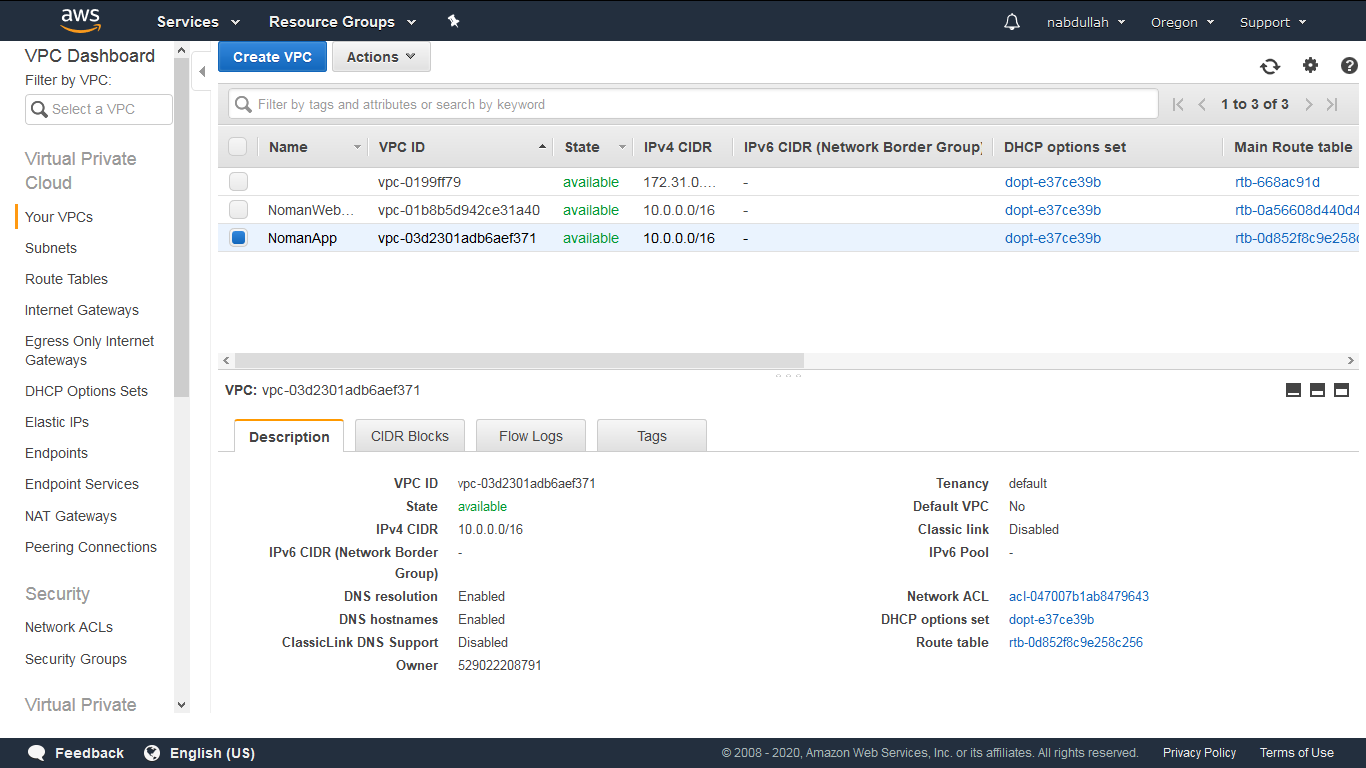 aws Services Resource Groups nabdullah Oregon Support
VPC Dashboard
Filter by VPC:
Select a VPC
Virtual Private
Cloud
Your VPCs
Subnets
Route Tables
Internet Gateways
Egress Only Internet
Gateways
DHCP Options Sets
Elastic IPs
Endpoints
Endpoint Services
NAT Gateways
Peering Connections
Security
Network ACLs
Security Groups
Virtual Private
Create VPC Actions
Filter by tags and attributes or search by keyword 1 to 3 of 3
Name VPC ID State IPv4 CIDR IPv6 CIDR (Network Border Group) DHCP options set Main Route table
vpc-0199ff79 available 172.31.0.... - dopt-e37ce39b rtb-668ac91d
NomanWeb... vpc-01b8b5d942ce31a40 available 10.0.0.0/16 - dopt-e37ce39b rtb-0a56608d440d4
NomanApp vpc-03d2301adb6aef371 available 10.0.0.0/16 - dopt-e37ce39b rtb-0d852f8c9e258c
VPC: vpc-03d2301adb6aef371
Description CIDR Blocks Flow Logs Tags
VPC ID vpc-03d2301adb6aef371 Tenancy default
State available Default VPC No
IPv4 CIDR 10.0.0.0/16 Classic link Disabled
IPv6 CIDR (Network Border - IPv6 Pool -
Group)
DNS resolution Enabled Network ACL acl-047007b1ab8479643
DNS hostnames Enabled DHCP options set dopt-e37ce39b
ClassicLink DNS Support Disabled Route table rtb-0d852f8c9e258c256
Owner 529022208791
Feedback English (US) © 2008 - 2020, Amazon Web Services, Inc. or its affiliates. All rights reserved. Privacy Policy Terms of Use